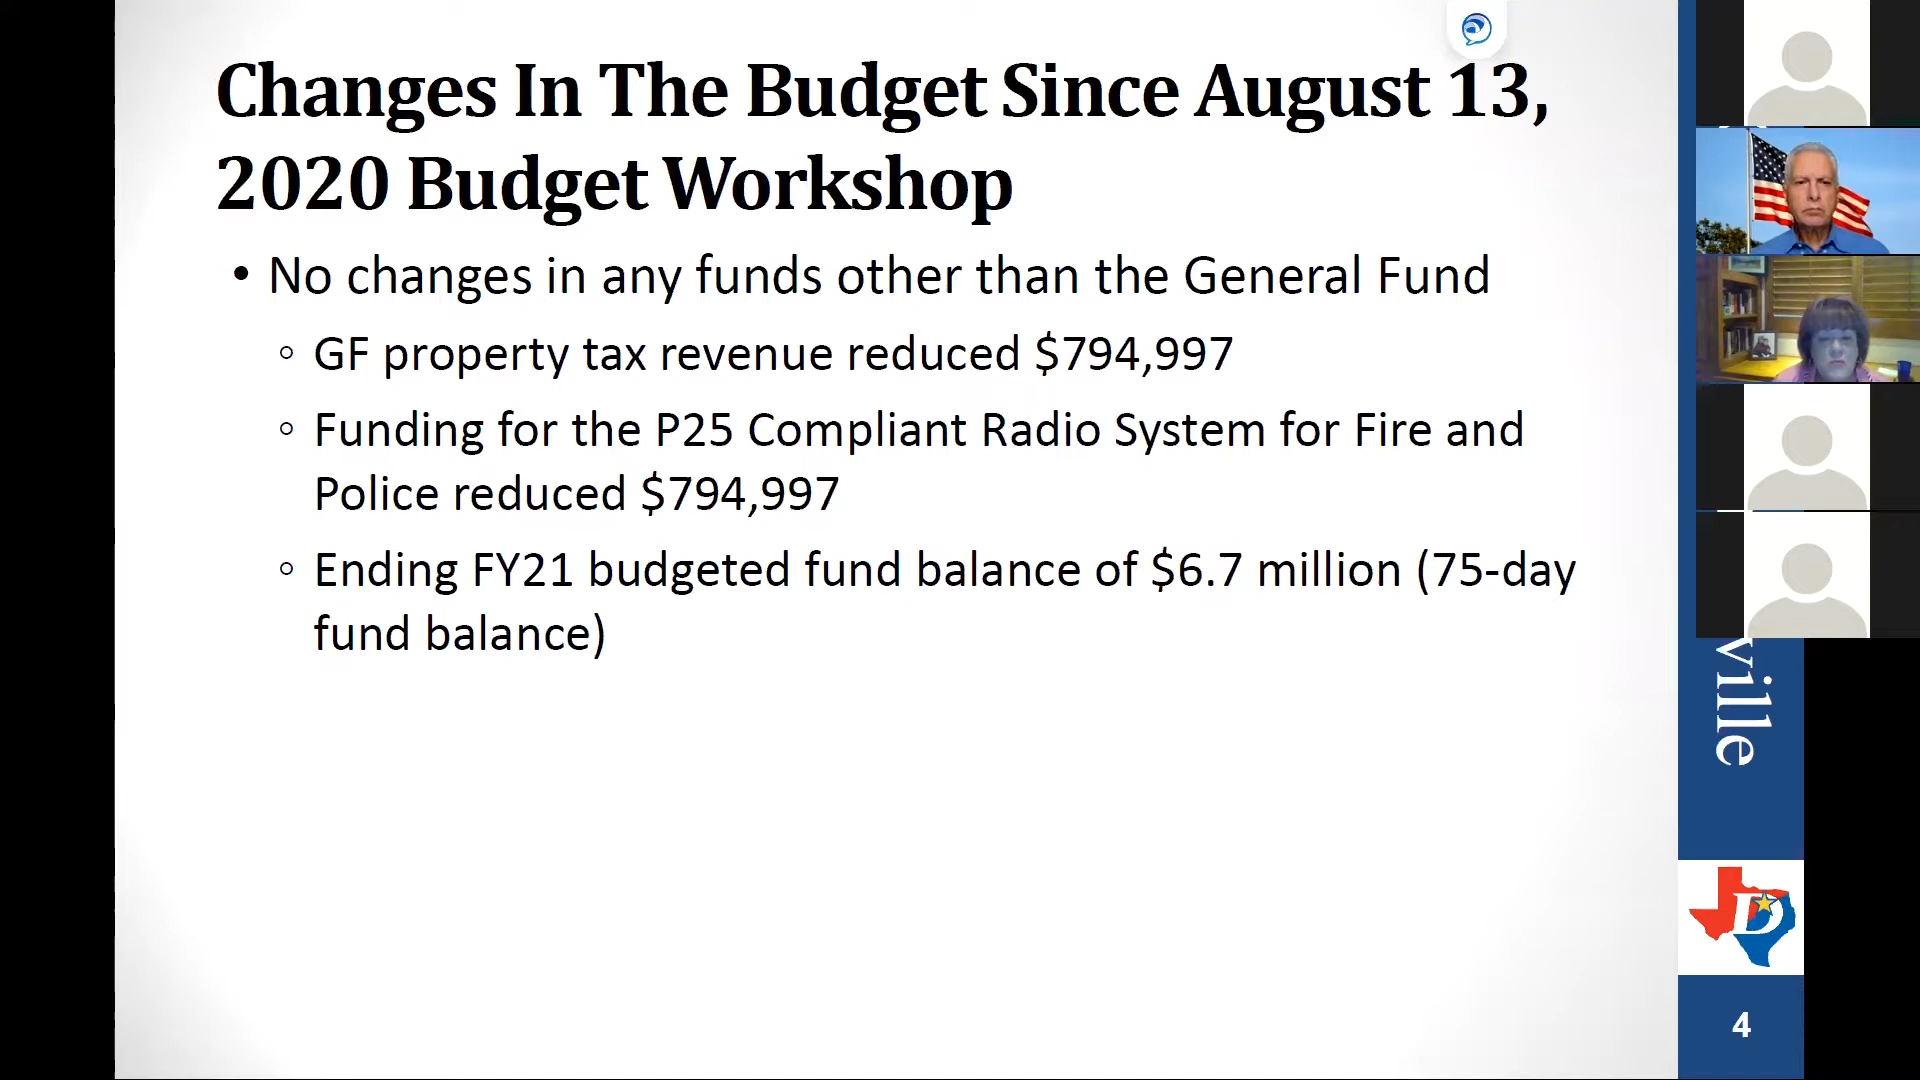 Changes In The Budget Since August 13,
2020 Budget Workshop
• No changes in any funds other than the General Fund
◦ GF property tax revenue reduced $794,997
◦ Funding for the P25 Compliant Radio System for Fire and
Police reduced $794,997
◦ Ending FY21 budgeted fund balance of $6.7 million (75-day
fund balance)
ville
D
4